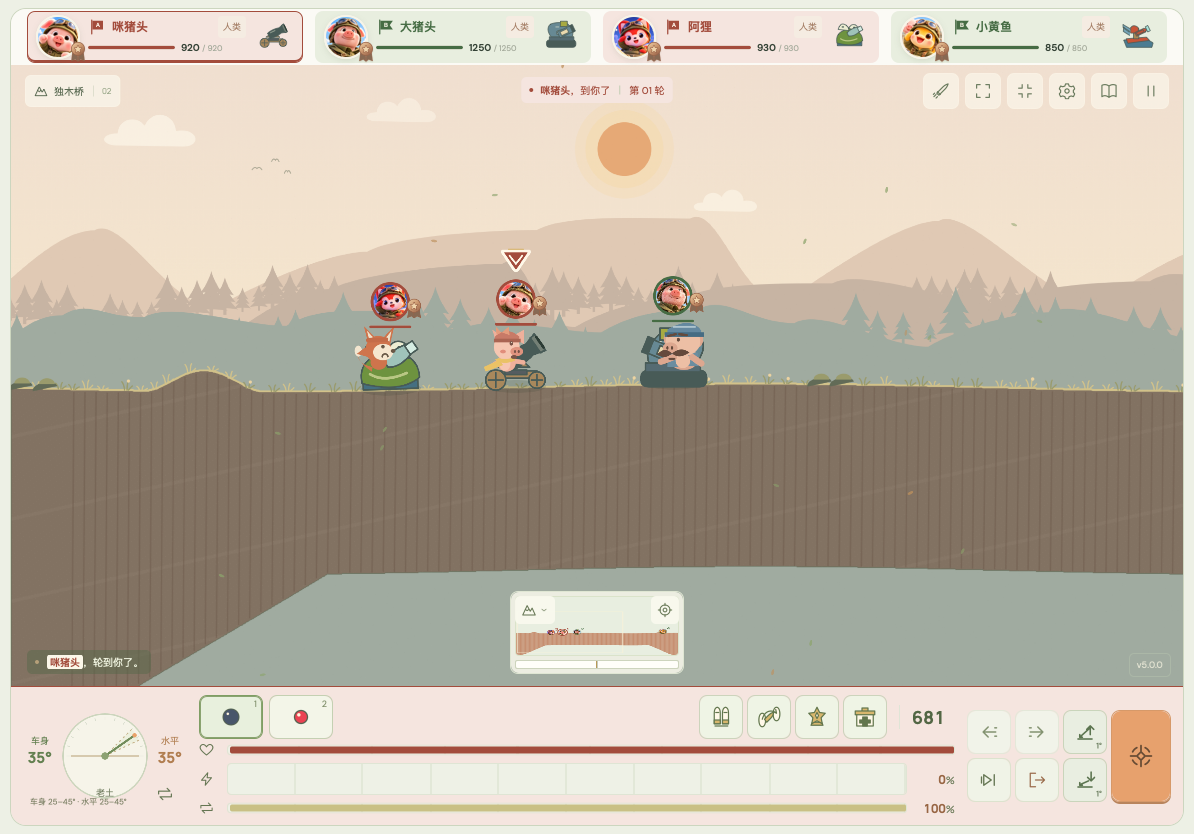 咪猪头 人类
920 / 920
大猪头 人类
1250 / 1250
阿狸 人类
930 / 930
小黄鱼 人类
850 / 850
独木桥 02
咪猪头，到你了 第 01 轮
咪猪头，轮到你了。
v5.0.0
车身
35°
水平
35°
老土
车身 25–45° · 水平 25–45°
1
2
681
0%
100%
1°
1°